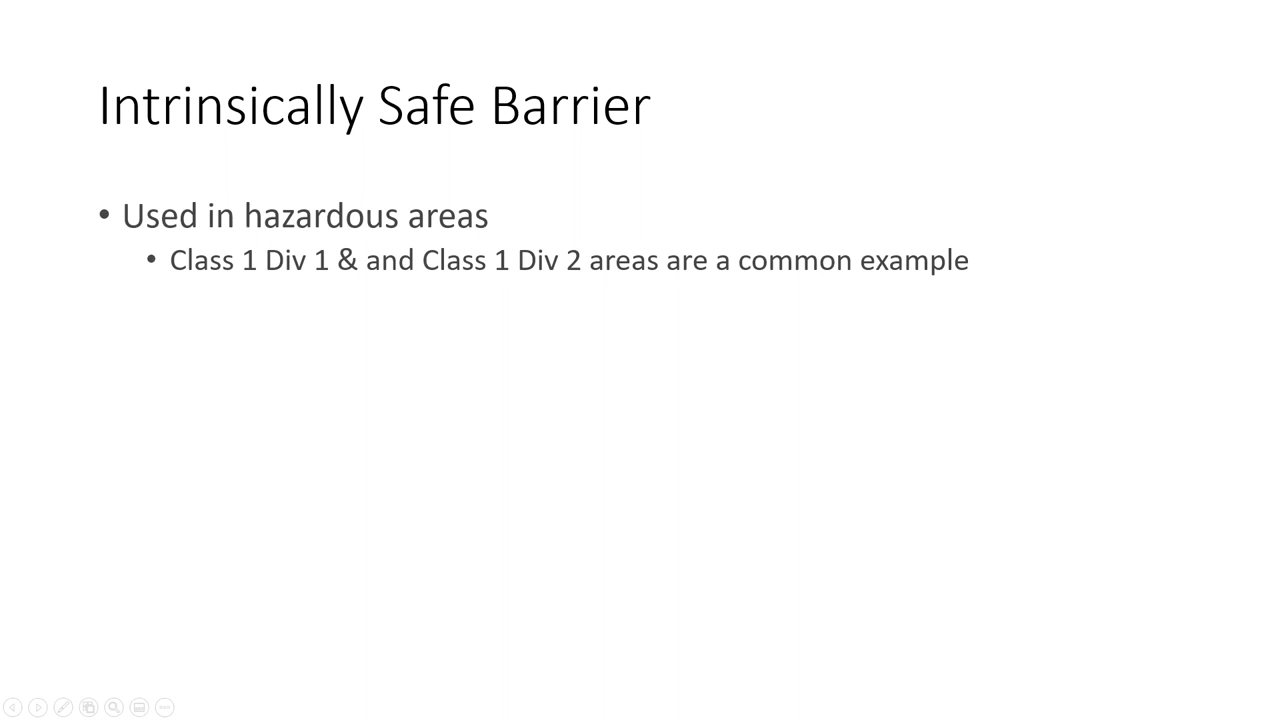 Intrinsically Safe Barrier
• Used in hazardous areas
• Class 1 Div 1 & and Class 1 Div 2 areas are a common example